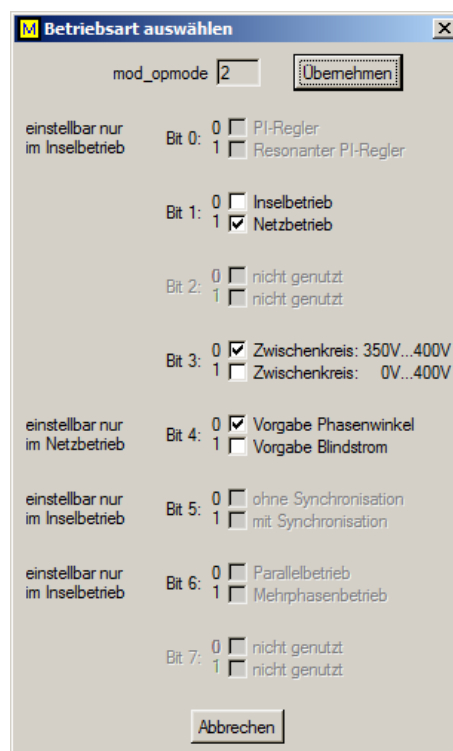 M Betriebsart auswählen
mod_opmode 2 Übernehmen
einstellbar nur
im Inselbetrieb
Bit 0:
0 PI-Regler
1 Resonanter PI-Regler
Bit 1:
0 Inselbetrieb
1 Netzbetrieb
Bit 2:
0 nicht genutzt
1 nicht genutzt
Bit 3:
0 Zwischenkreis: 350V...400V
1 Zwischenkreis: 0V...400V
einstellbar nur
im Netzbetrieb
Bit 4:
0 Vorgabe Phasenwinkel
1 Vorgabe Blindstrom
einstellbar nur
im Inselbetrieb
Bit 5:
0 ohne Synchronisation
1 mit Synchronisation
einstellbar nur
im Inselbetrieb
Bit 6:
0 Parallelbetrieb
1 Mehrphasenbetrieb
Bit 7:
0 nicht genutzt
1 nicht genutzt
Abbrechen